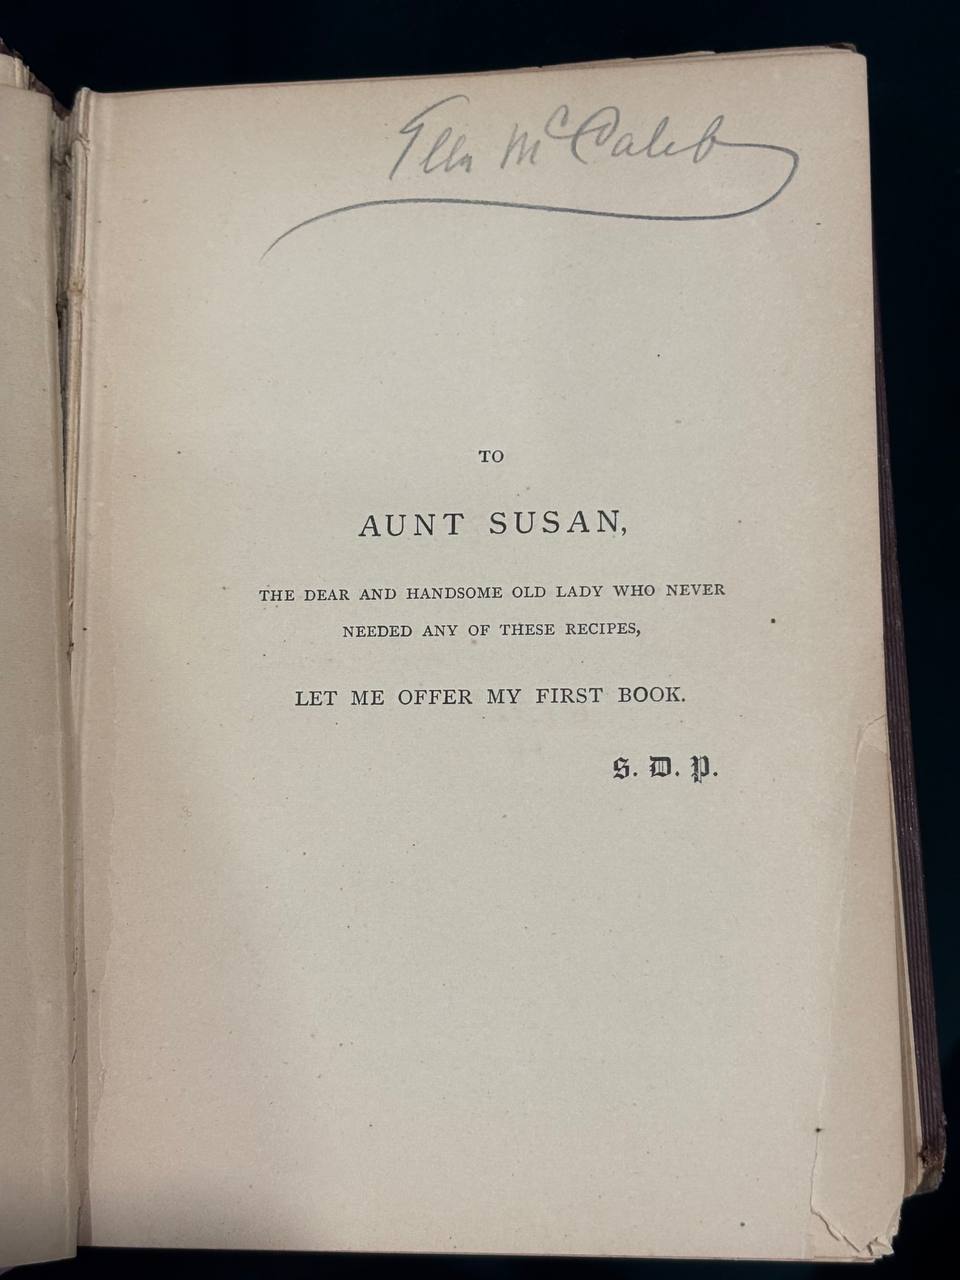 Ella McCaleb
TO
AUNT SUSAN,
THE DEAR AND HANDSOME OLD LADY WHO NEVER
NEEDED ANY OF THESE RECIPES,
LET ME OFFER MY FIRST BOOK.
S. D. P.